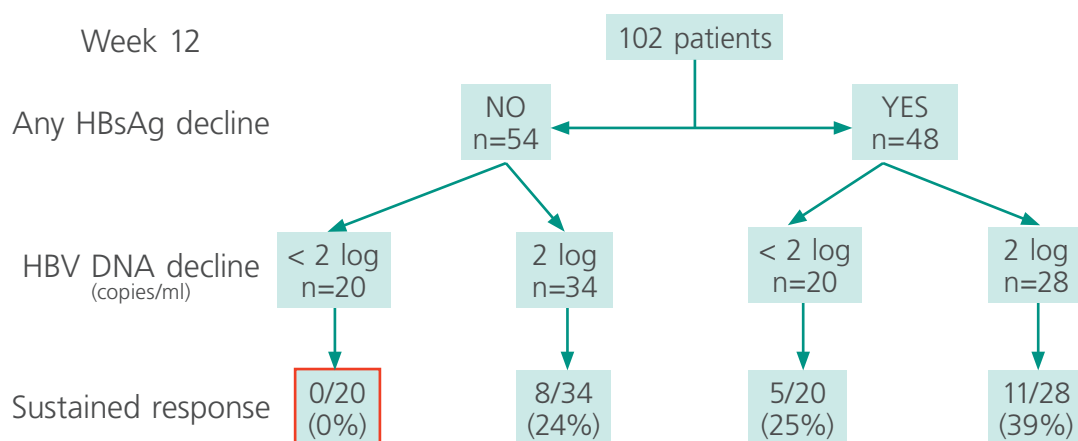 Week 12
102 patients
Any HBsAg decline
NO
n=54
YES
n=48
HBV DNA decline
(copies/ml)
< 2 log
n=20
2 log
n=34
< 2 log
n=20
2 log
n=28
Sustained response
0/20
(0%)
8/34
(24%)
5/20
(25%)
11/28
(39%)